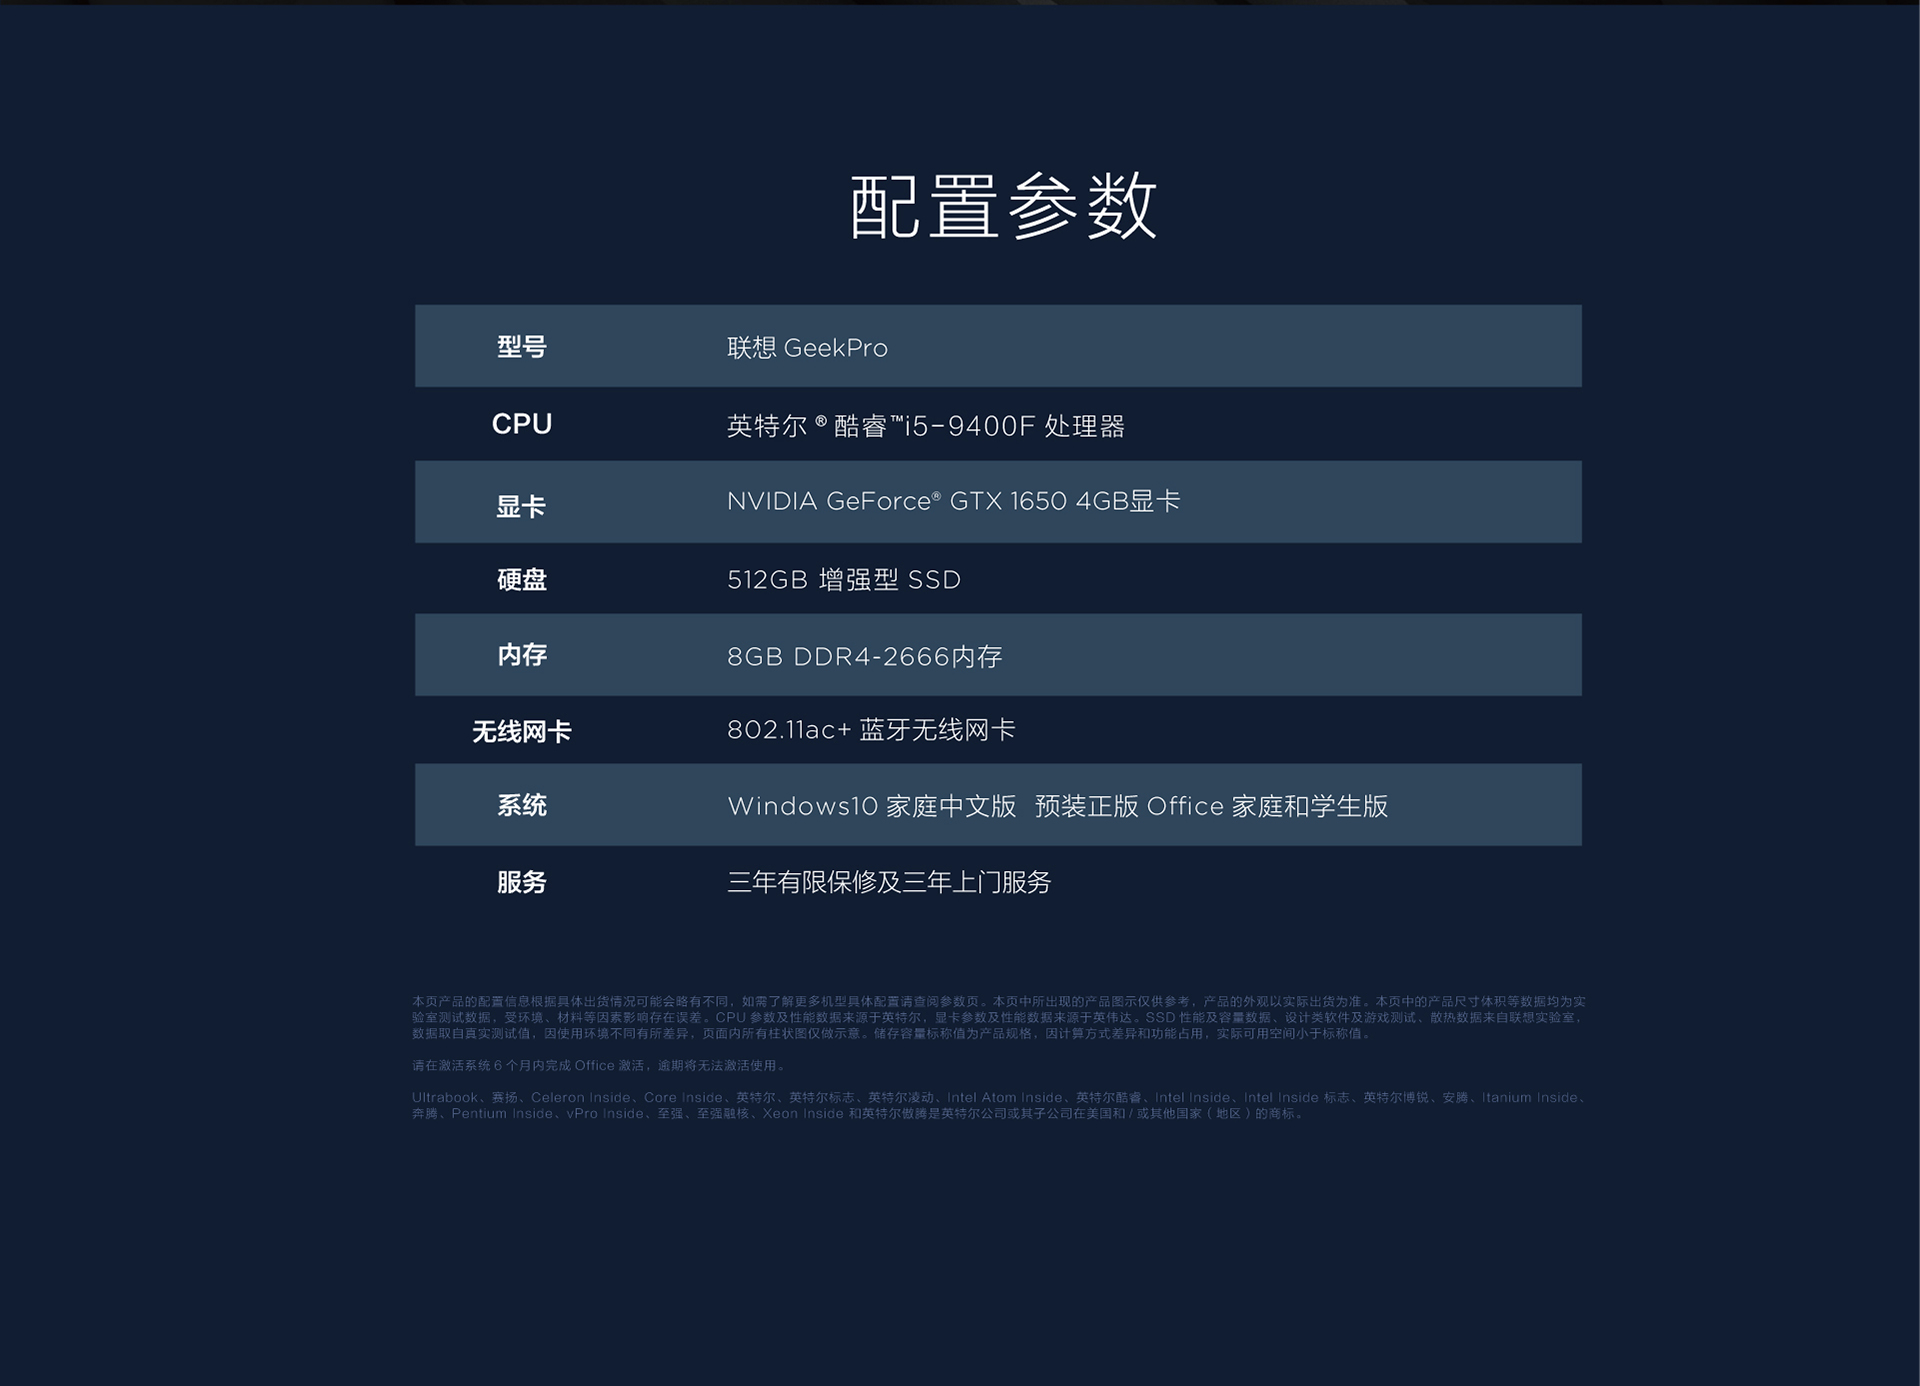 配置参数
型号 联想 GeekPro
CPU 英特尔 ® 酷睿™i5-9400F 处理器
显卡 NVIDIA GeForce® GTX 1650 4GB显卡
硬盘 512GB 增强型 SSD
内存 8GB DDR4-2666内存
无线网卡 802.11ac+ 蓝牙无线网卡
系统 Windows10 家庭中文版 预装正版 Office 家庭和学生版
服务 三年有限保修及三年上门服务
本页产品的配置信息根据具体出货情况可能会略有不同，如需了解更多机型具体配置请查阅参数页。本页中所出现的产品图示仅供参考，产品的外观以实际出货为准。本页中的产品尺寸体积等数据均为实
验室测试数据，受环境、材料等因素影响存在误差。CPU 参数及性能数据来源于英特尔，显卡参数及性能数据来源于英伟达。SSD 性能及容量数据、设计类软件及游戏测试、散热数据来自联想实验室，
数据取自真实测试值，因使用环境不同有所差异，页面内所有柱状图仅做示意。储存容量标称值为产品规格，因计算方式差异和功能占用，实际可用空间小于标称值。
请在激活系统 6 个月内完成 Office 激活，逾期将无法激活使用。
Ultrabook、赛扬、Celeron Inside、Core Inside、英特尔、英特尔标志、英特尔凌动、Intel Atom Inside、英特尔酷睿、Intel Inside、Intel Inside 标志、英特尔博锐、安腾、Itanium Inside、
奔腾、Pentium Inside、vPro Inside、至强、至强融核、Xeon Inside 和英特尔傲腾是英特尔公司或其子公司在美国和 / 或其他国家（地区）的商标。